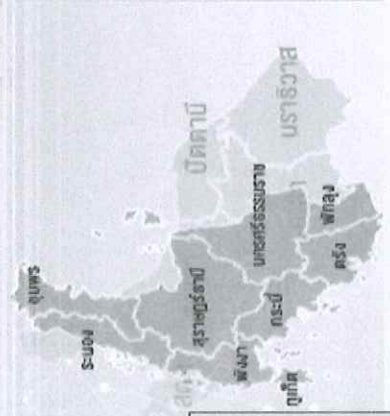 ชุมพร
ระนอง
สุราษฎร์ธานี
นครศรีธรรมราช
พังงา
กระบี่
ภูเก็ต
ตรัง
พัทลุง
ปัตตานี
นราธิวาส